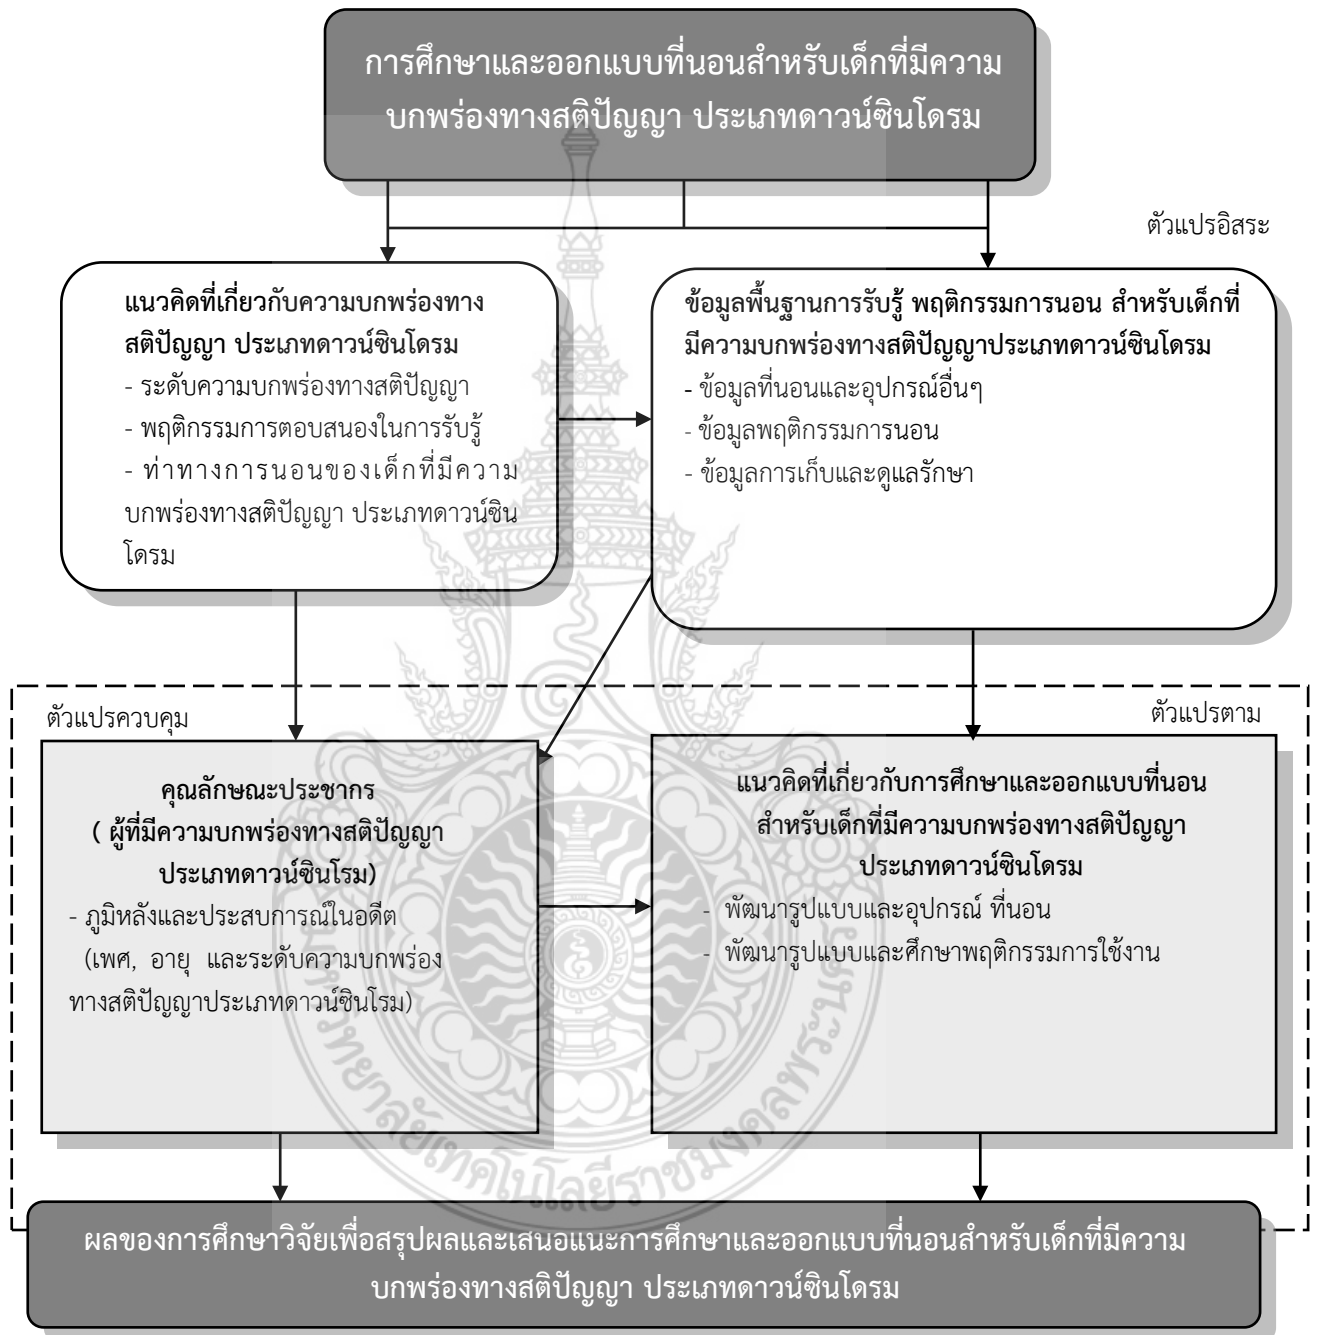 การศึกษาและออกแบบที่นอนสำหรับเด็กที่มีความ
บกพร่องทางสติปัญญา ประเภทดาวน์ซินโดรม
ตัวแปรอิสระ
แนวคิดที่เกี่ยวกับความบกพร่องทาง
สติปัญญา ประเภทดาวน์ซินโดรม
- ระดับความบกพร่องทางสติปัญญา
- พฤติกรรมการตอบสนองในการรับรู้
- ท่าทางการนอนของเด็กที่มีความ
บกพร่องทางสติปัญญา ประเภทดาวน์ซิน
โดรม
ข้อมูลพื้นฐานการรับรู้ พฤติกรรมการนอน สำหรับเด็กที่
มีความบกพร่องทางสติปัญญาประเภทดาวน์ซินโดรม
- ข้อมูลที่นอนและอุปกรณ์อื่นๆ
- ข้อมูลพฤติกรรมการนอน
- ข้อมูลการเก็บและดูแลรักษา
ตัวแปรควบคุม
คุณลักษณะประชากร
( ผู้ที่มีความบกพร่องทางสติปัญญา
ประเภทดาวน์ซินโรม)
- ภูมิหลังและประสบการณ์ในอดีต
(เพศ, อายุ และระดับความบกพร่อง
ทางสติปัญญาประเภทดาวน์ซินโรม)
ตัวแปรตาม
แนวคิดที่เกี่ยวกับการศึกษาและออกแบบที่นอน
สำหรับเด็กที่มีความบกพร่องทางสติปัญญา
ประเภทดาวน์ซินโดรม
- พัฒนารูปแบบและอุปกรณ์ ที่นอน
- พัฒนารูปแบบและศึกษาพฤติกรรมการใช้งาน
มหาวิทยาลัยเทคโนโลยีราชมงคลพระนคร
ผลของการศึกษาวิจัยเพื่อสรุปผลและเสนอแนะการศึกษาและออกแบบที่นอนสำหรับเด็กที่มีความ
บกพร่องทางสติปัญญา ประเภทดาวน์ซินโดรม